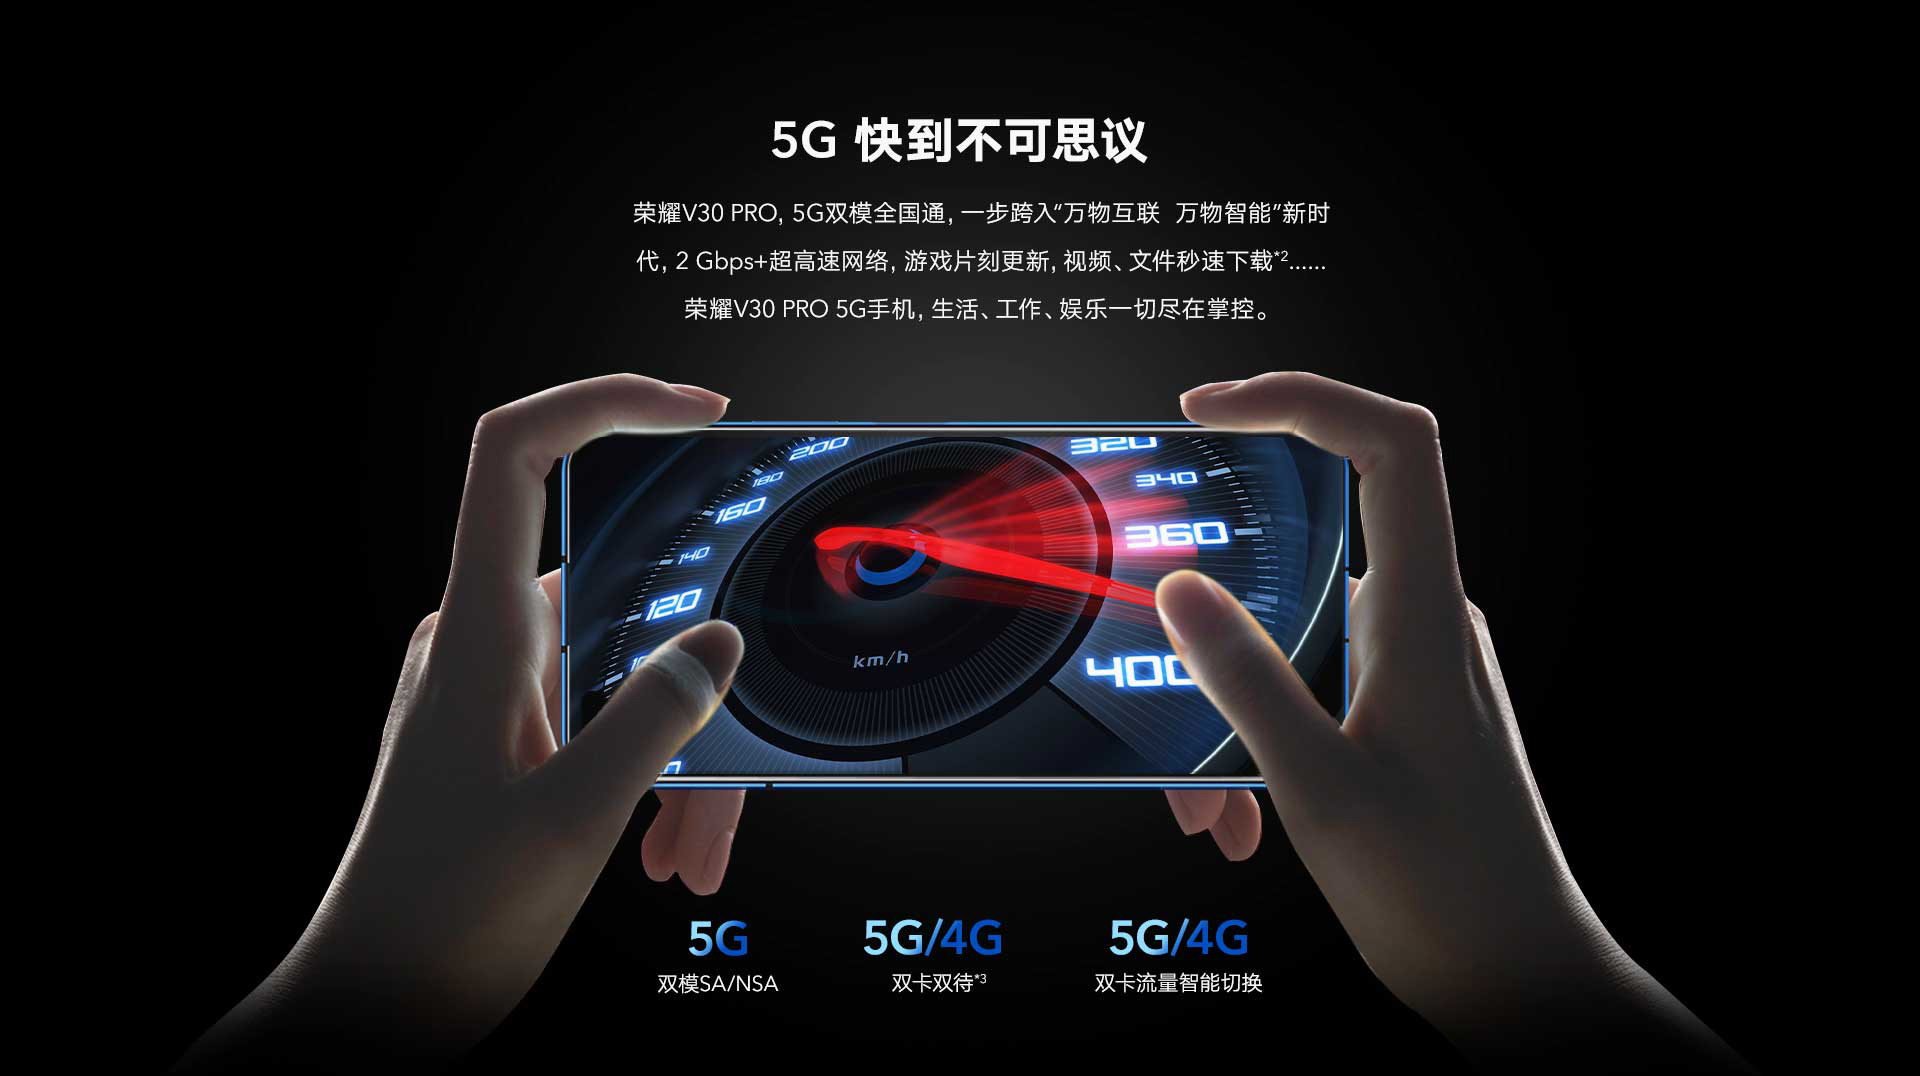 5G 快到不可思议
荣耀V30 PRO, 5G双模全国通, 一步跨入“万物互联 万物智能”新时
代, 2 Gbps+超高速网络, 游戏片刻更新, 视频、文件秒速下载*2......
荣耀V30 PRO 5G手机, 生活、工作、娱乐一切尽在掌控。
200
180
160
140
120
320
340
360
400
km/h
5G
双模SA/NSA
5G/4G
双卡双待*3
5G/4G
双卡流量智能切换